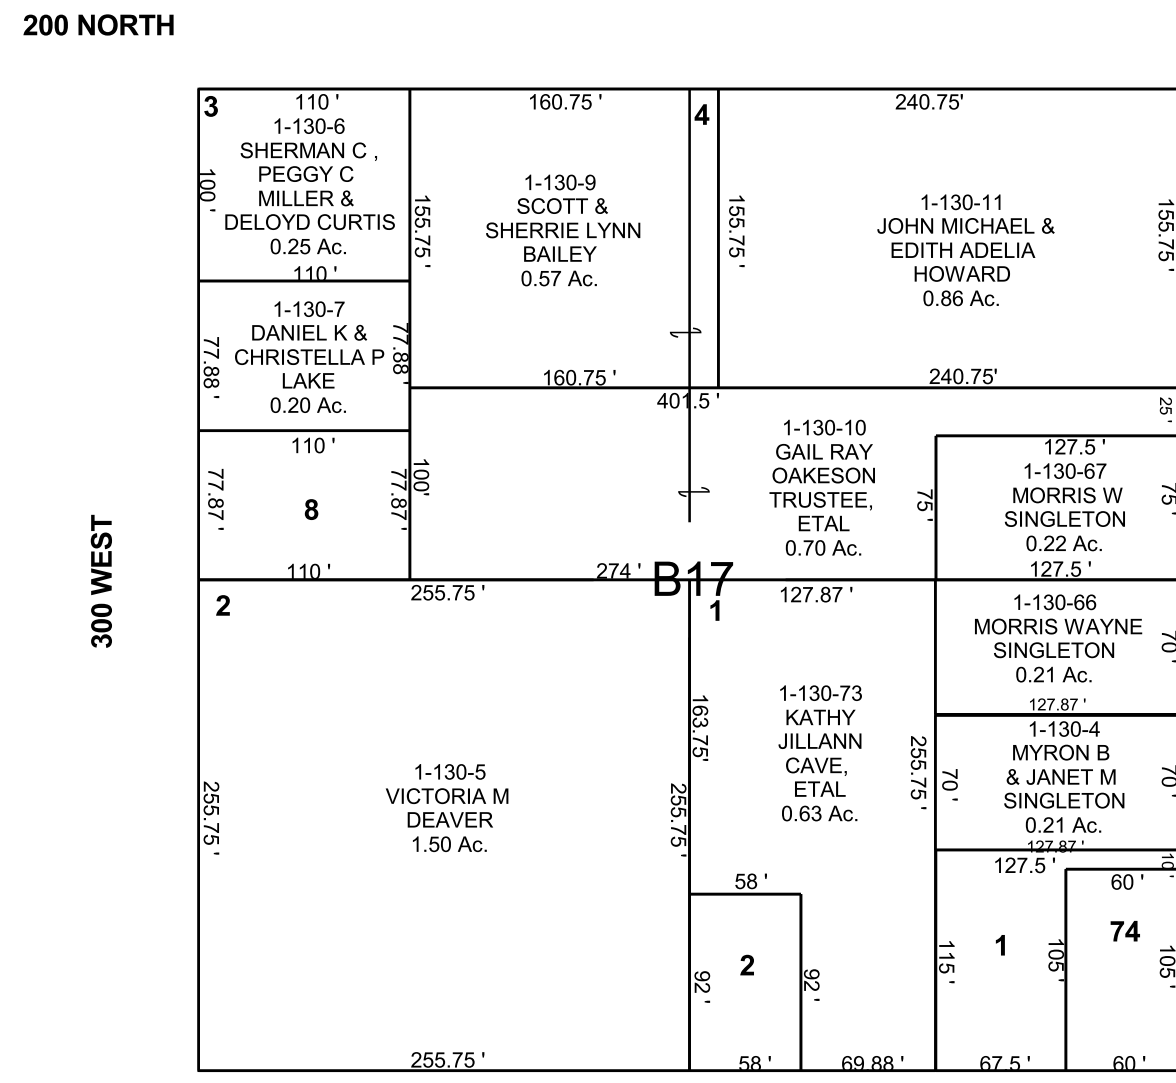 200 NORTH
3
110 '
1-130-6
SHERMAN C ,
PEGGY C
MILLER &
DELOYD CURTIS
0.25 Ac.
100 '
110 '
160.75 '
1-130-9
SCOTT &
SHERRIE LYNN
BAILEY
0.57 Ac.
155.75 '
160.75 '
4
240.75'
155.75 '
1-130-11
JOHN MICHAEL &
EDITH ADELIA
HOWARD
0.86 Ac.
155.75 '
240.75'
1-130-7
DANIEL K &
CHRISTELLA P
LAKE
0.20 Ac.
77.88 '
77.88 '
401.5 '
25 '
110 '
77.87 '
8
77.87 '
110 '
100'
1-130-10
GAIL RAY
OAKESON
TRUSTEE,
ETAL
0.70 Ac.
75 '
274 '
127.5 '
1-130-67
MORRIS W
SINGLETON
0.22 Ac.
75 '
127.5 '
300 WEST
B17
2
255.75 '
1
127.87 '
1-130-66
MORRIS WAYNE
SINGLETON
0.21 Ac.
70 '
127.87 '
1-130-73
KATHY
JILLANN
CAVE,
ETAL
0.63 Ac.
163.75'
255.75 '
1-130-4
MYRON B
& JANET M
SINGLETON
0.21 Ac.
70 '
70 '
127.87 '
1-130-5
VICTORIA M
DEAVER
1.50 Ac.
255.75 '
255.75 '
255.75 '
58 '
92 '
2
92 '
58 '
69.88 '
127.5 '
10 '
115 '
1
105 '
67.5 '
60 '
74
105 '
60 '